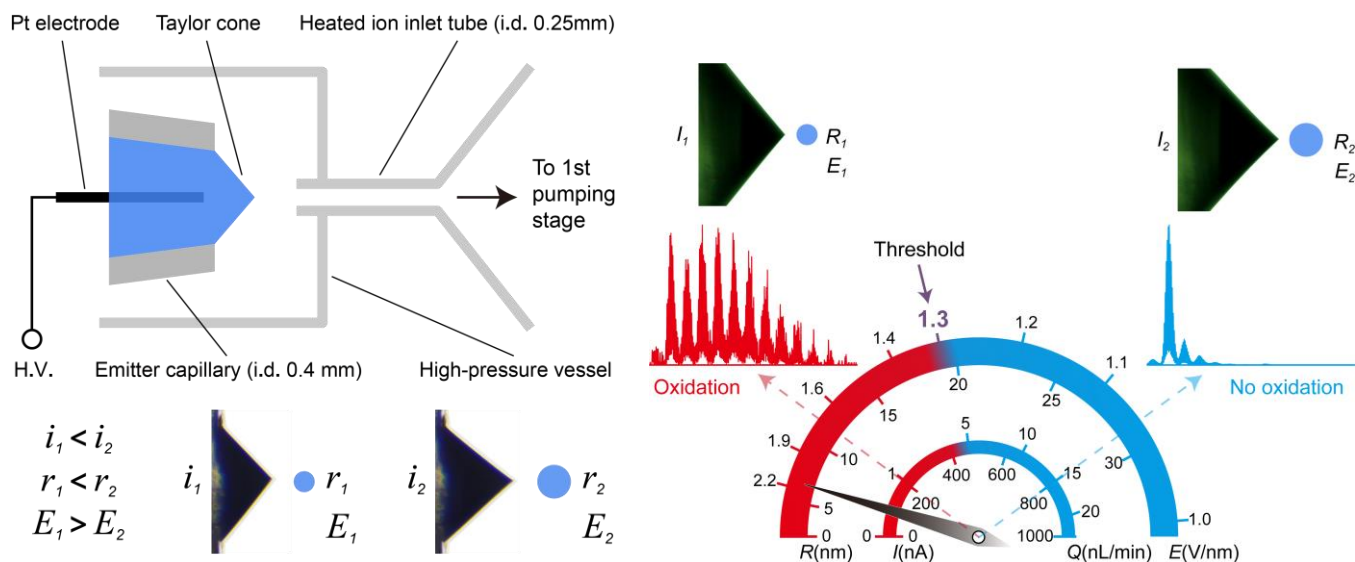 Pt electrode
Taylor cone
Heated ion inlet tube (i.d. 0.25mm)
To 1st
pumping
stage
H.V.
Emitter capillary (i.d. 0.4 mm)
High-pressure vessel
i₁ < i₂
r₁ < r₂
E₁ > E₂
i₁
r₁
E₁
i₂
r₂
E₂
I₁
R₁
E₁
I₂
R₂
E₂
Threshold
1.3
Oxidation
No oxidation
2.2
1.9
1.6
1.4
1.2
1.1
1.0
0
5
10
15
20
25
30
1
5
10
15
20
0
200
400
600
800
1000
R(nm)
I(nA)
Q(nL/min)
E(V/nm)